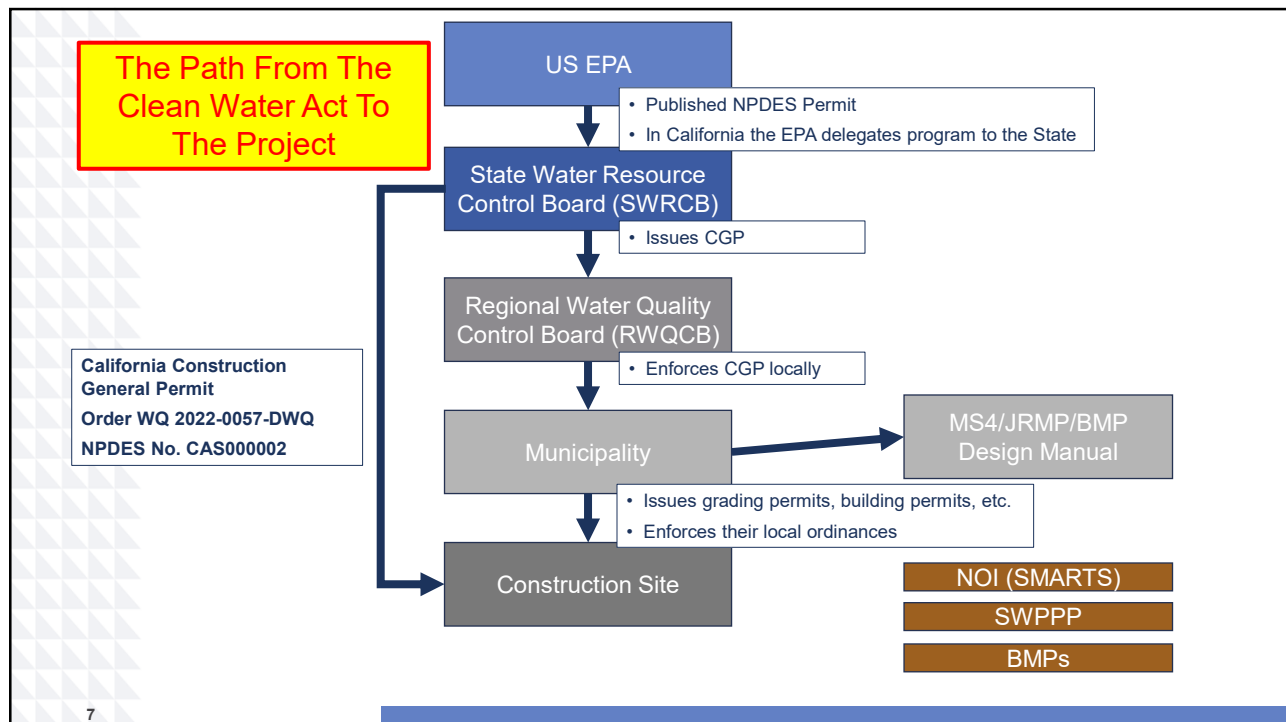 The Path From The
Clean Water Act To
The Project
US EPA
• Published NPDES Permit
• In California the EPA delegates program to the State
State Water Resource
Control Board (SWRCB)
• Issues CGP
Regional Water Quality
Control Board (RWQCB)
• Enforces CGP locally
California Construction
General Permit
Order WQ 2022-0057-DWQ
NPDES No. CAS000002
Municipality
MS4/JRMP/BMP
Design Manual
• Issues grading permits, building permits, etc.
• Enforces their local ordinances
Construction Site
NOI (SMARTS)
SWPPP
BMPs
7